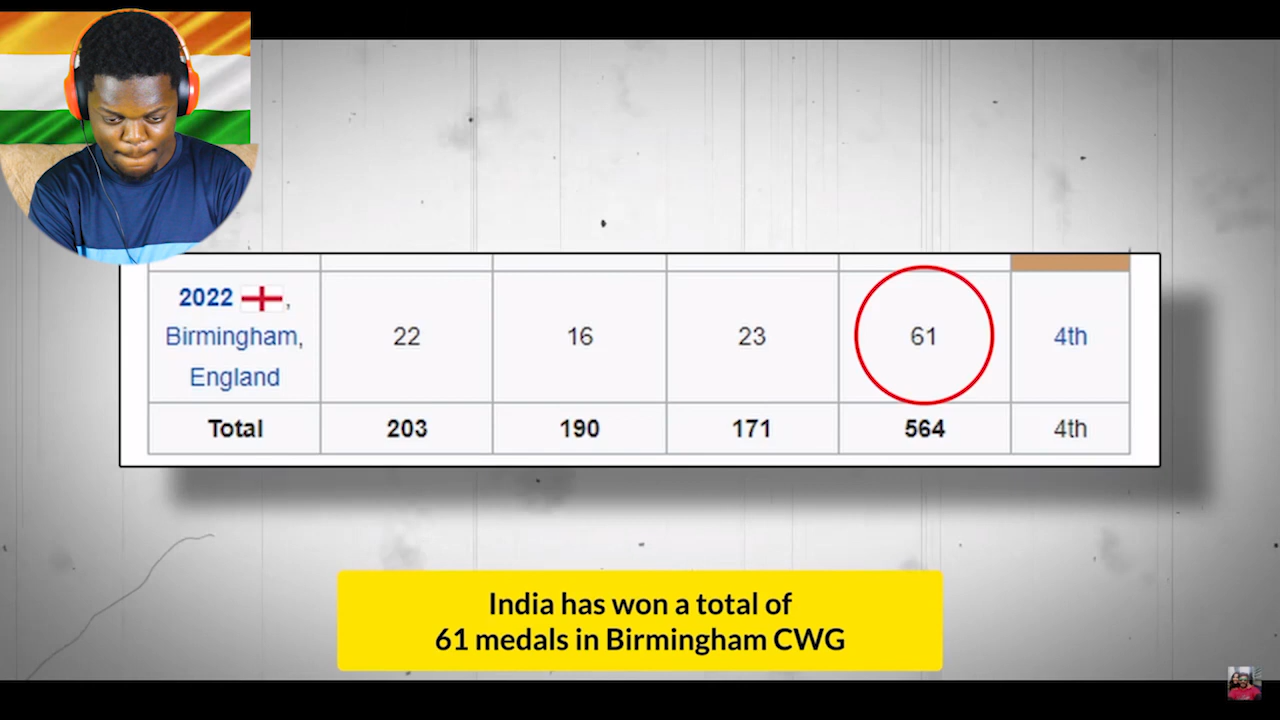 2022 ,
Birmingham,
England
22
16
23
61
4th
Total
203
190
171
564
4th
India has won a total of
61 medals in Birmingham CWG